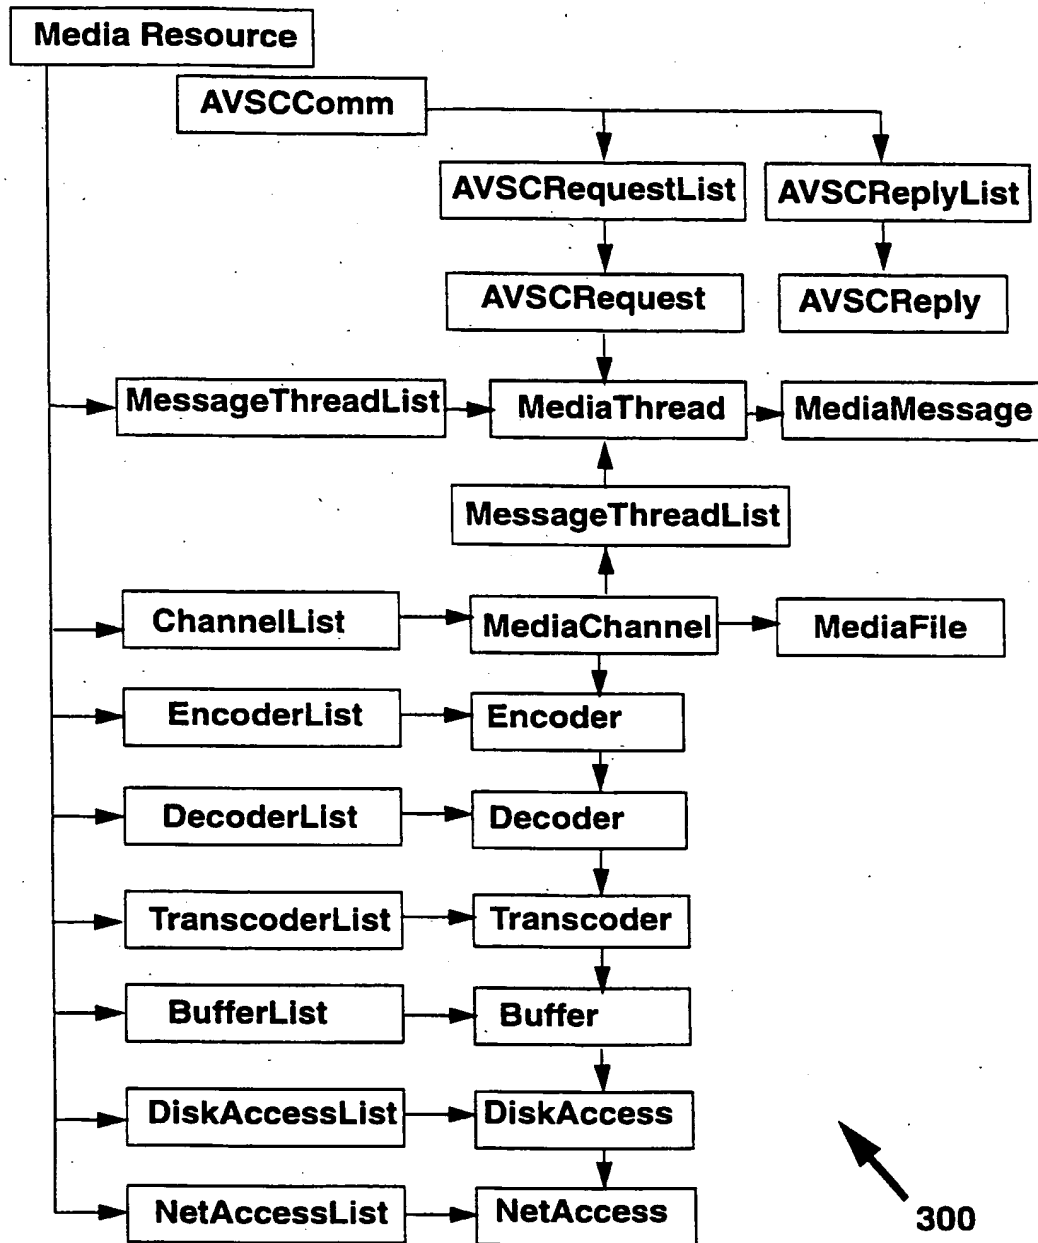 Media Resource
AVSCComm
AVSCRequestList
AVSCReplyList
AVSCRequest
AVSCReply
MessageThreadList
MediaThread
MediaMessage
MessageThreadList
ChannelList
MediaChannel
MediaFile
EncoderList
Encoder
DecoderList
Decoder
TranscoderList
Transcoder
BufferList
Buffer
DiskAccessList
DiskAccess
NetAccessList
NetAccess
300